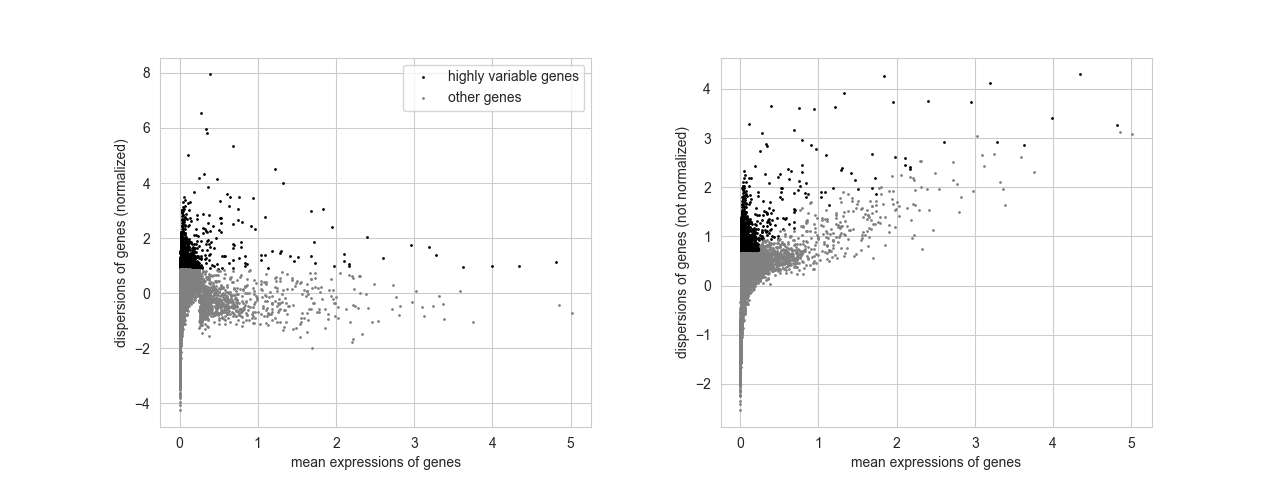 dispersions of genes (normalized)
8
6
4
2
0
−2
−4
highly variable genes
other genes
0 1 2 3 4 5
mean expressions of genes
dispersions of genes (not normalized)
4
3
2
1
0
−1
−2
0 1 2 3 4 5
mean expressions of genes